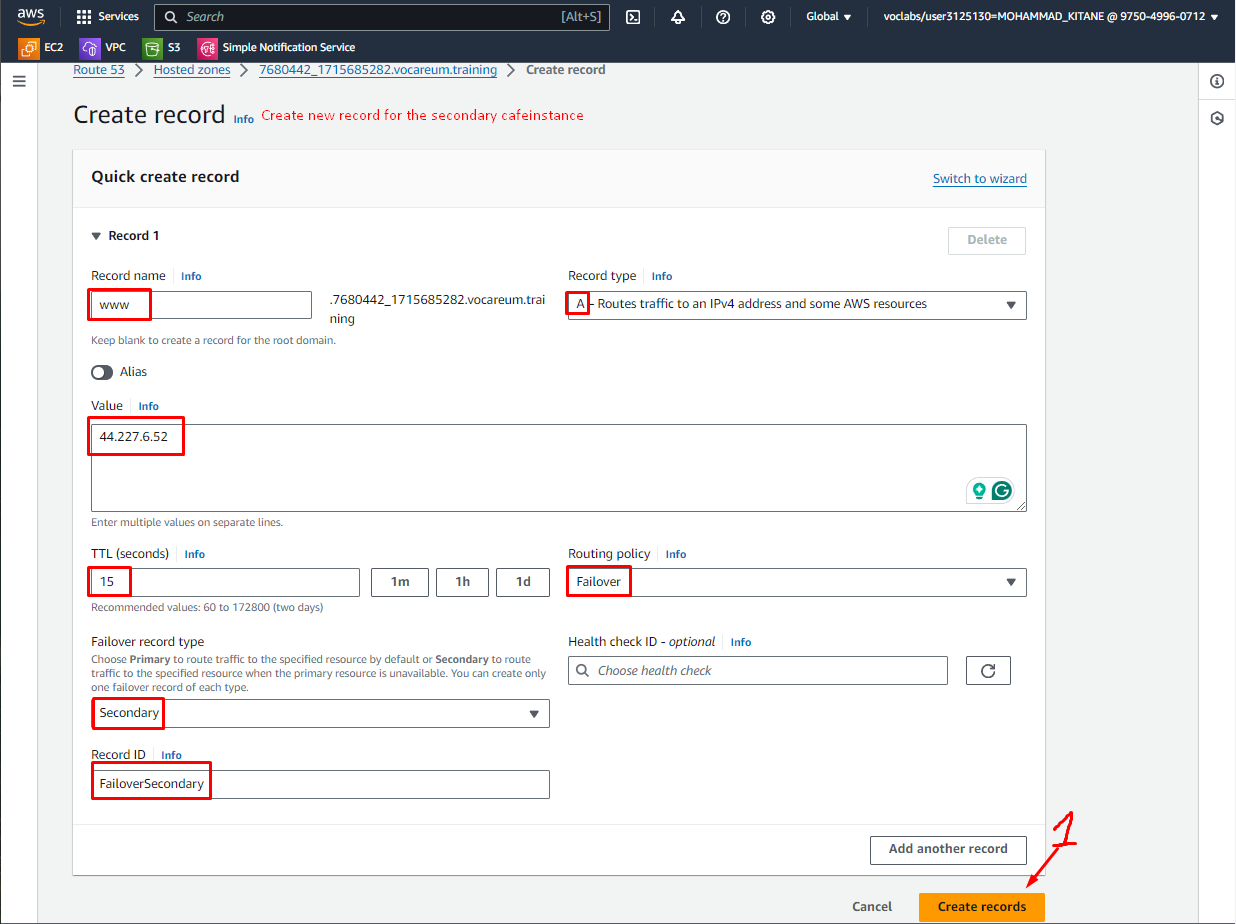 aws
Services
Search
[Alt+S]
Global
voclabs/user3125130=MOHAMMAD_KITANE @ 9750-4996-0712
EC2
VPC
S3
Simple Notification Service
Route 53
Hosted zones
7680442_1715685282.vocareum.training
Create record
Create record
Info
Create new record for the secondary cafeinstance
Quick create record
Switch to wizard
Record 1
Delete
Record name
Info
www
.7680442_1715685282.vocareum.trai
ning
Keep blank to create a record for the root domain.
Record type
Info
A - Routes traffic to an IPv4 address and some AWS resources
Alias
Value
Info
44.227.6.52
Enter multiple values on separate lines.
TTL (seconds)
Info
15
1m
1h
1d
Recommended values: 60 to 172800 (two days)
Routing policy
Info
Failover
Failover record type
Choose Primary to route traffic to the specified resource by default or Secondary to route
traffic to the specified resource when the primary resource is unavailable. You can create only
one failover record of each type.
Secondary
Health check ID - optional
Info
Choose health check
Record ID
Info
FailoverSecondary
Add another record
1
Cancel
Create records